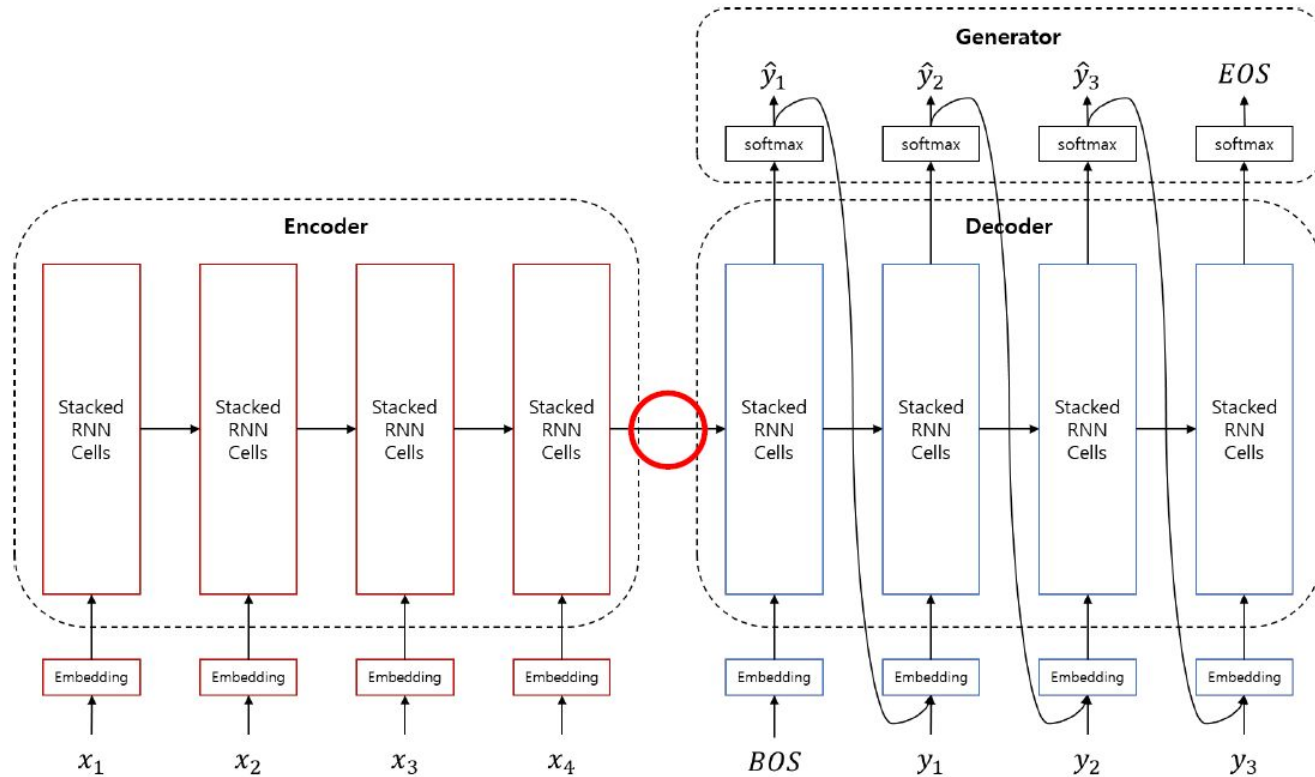 Generator
ŷ₁ ŷ₂ ŷ₃ EOS
softmax softmax softmax softmax
Encoder Decoder
Stacked RNN Cells
Stacked RNN Cells
Stacked RNN Cells
Stacked RNN Cells
Stacked RNN Cells
Stacked RNN Cells
Stacked RNN Cells
Stacked RNN Cells
Embedding Embedding Embedding Embedding Embedding Embedding Embedding Embedding
x₁ x₂ x₃ x₄ BOS y₁ y₂ y₃